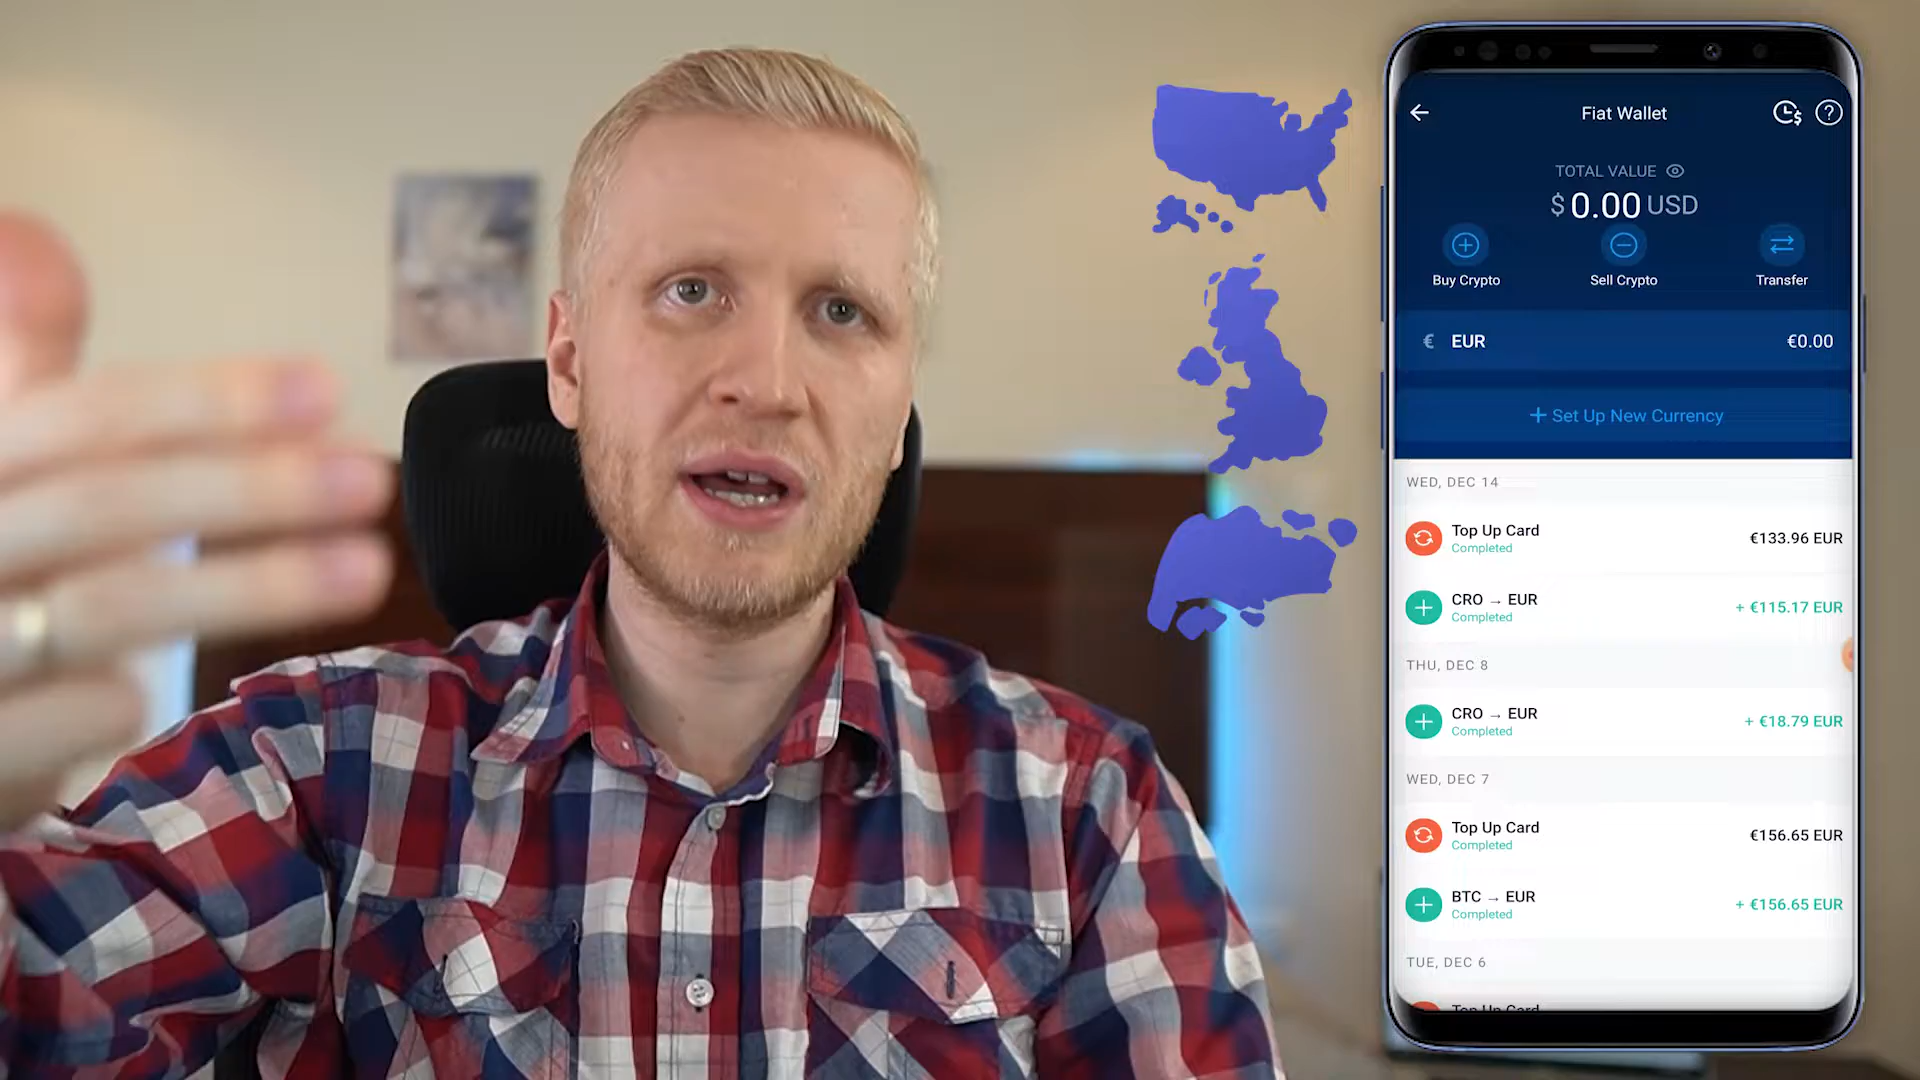 Fiat Wallet
TOTAL VALUE
$0.00 USD
Buy Crypto
Sell Crypto
Transfer
€ EUR €0.00
+ Set Up New Currency
WED, DEC 14
Top Up Card €133.96 EUR
Completed
CRO → EUR + €115.17 EUR
Completed
THU, DEC 8
CRO → EUR + €18.79 EUR
Completed
WED, DEC 7
Top Up Card €156.65 EUR
Completed
BTC → EUR + €156.65 EUR
Completed
TUE, DEC 6
Top Up Card